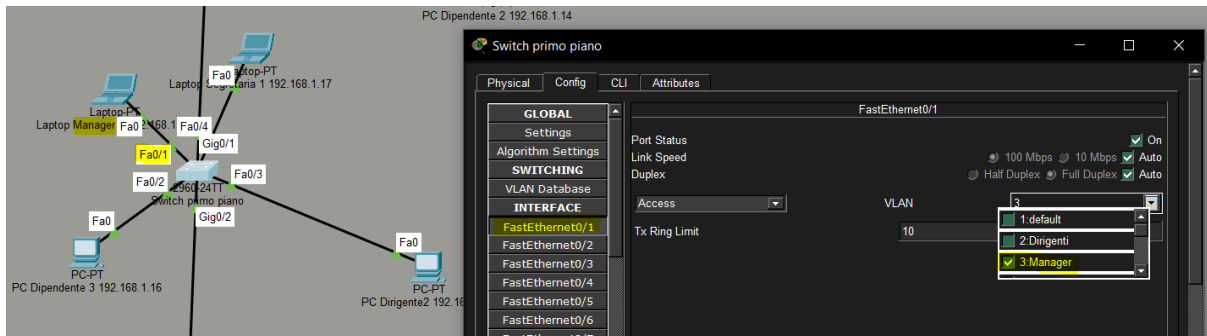 PC Dipendente 2 192.168.1.14
Fa0
Laptop Segretaria 1 192.168.1.17
Laptop-PT
Laptop Manager
Fa0
Fa0/4
Gig0/1
Fa0/1
Fa0/2
Fa0/3
2960-24TT
Switch primo piano
Gig0/2
Fa0
PC-PT
PC Dipendente 3 192.168.1.16
Fa0
PC-PT
PC Dirigente2
Switch primo piano
Physical Config CLI Attributes
GLOBAL
Settings
Algorithm Settings
SWITCHING
VLAN Database
INTERFACE
FastEthernet0/1
FastEthernet0/2
FastEthernet0/3
FastEthernet0/4
FastEthernet0/5
FastEthernet0/6
FastEthernet0/1
Port Status On
Link Speed 100 Mbps 10 Mbps Auto
Duplex Half Duplex Full Duplex Auto
Access VLAN 3
1:default
2:Dirigenti
3:Manager
Tx Ring Limit 10